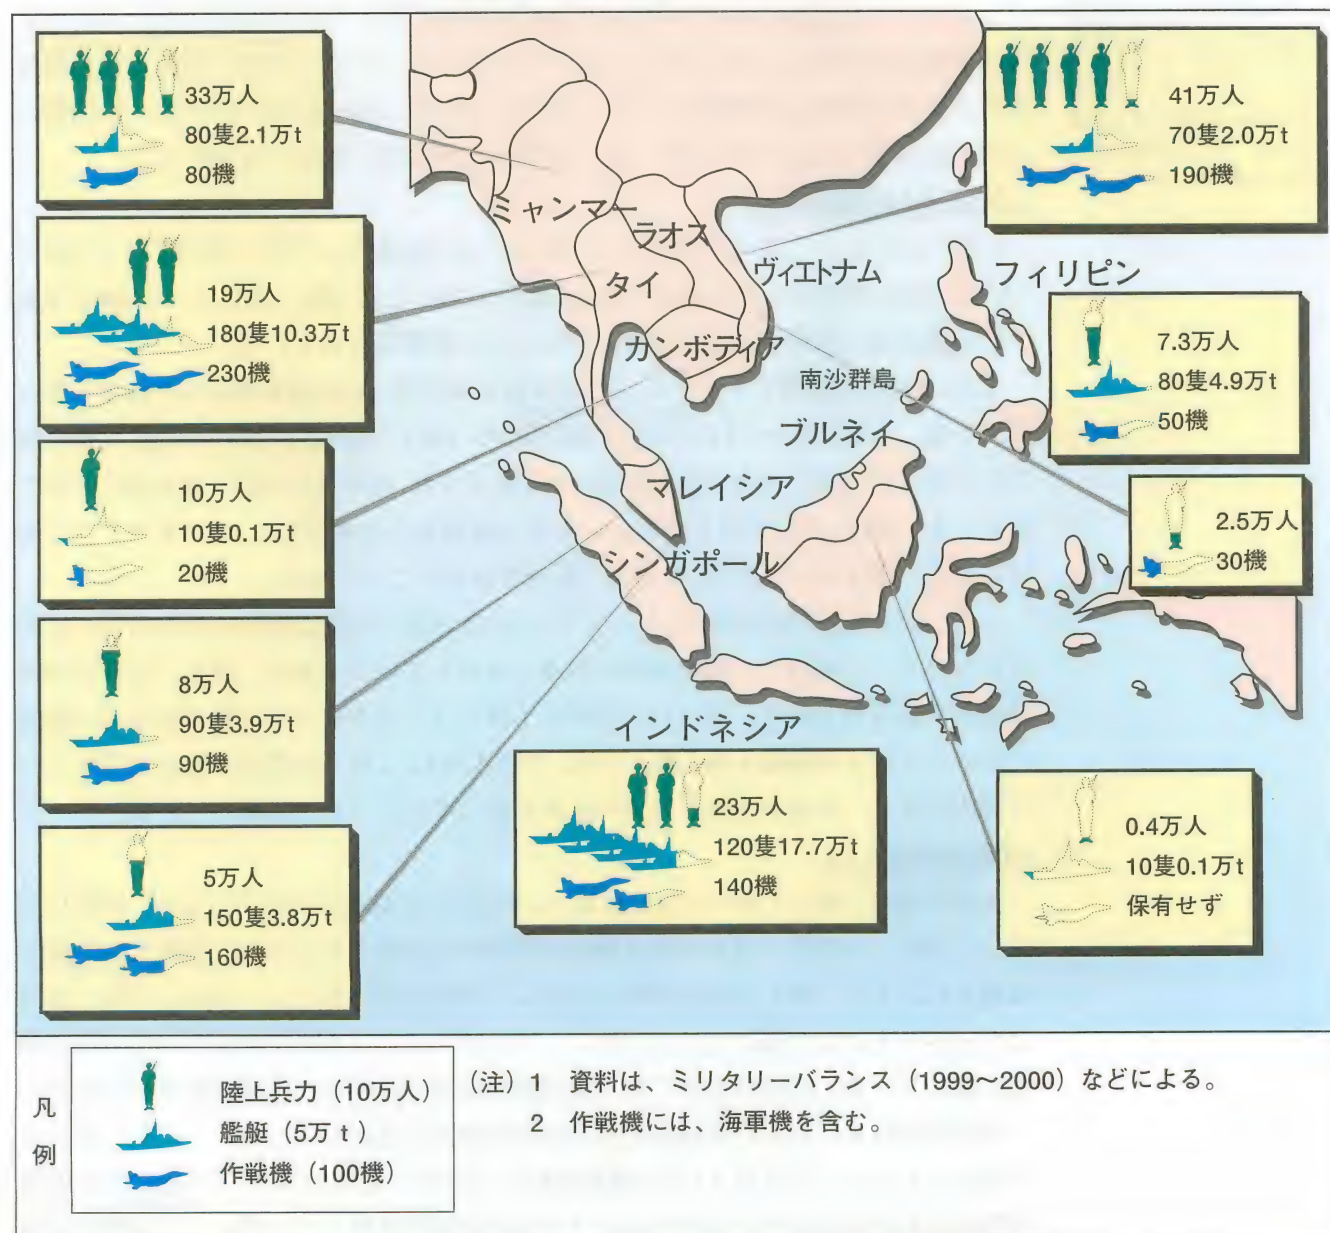 33万人
80隻2.1万t
80機
19万人
180隻10.3万t
230機
10万人
10隻0.1万t
20機
8万人
90隻3.9万t
90機
5万人
150隻3.8万t
160機
ミャンマー
ラオス
タイ
ヴィエトナム
カンボディア
フィリピン
南沙群島
ブルネイ
マレイシア
シンガポール
インドネシア
23万人
120隻17.7万t
140機
41万人
70隻2.0万t
190機
7.3万人
80隻4.9万t
50機
2.5万人
30機
0.4万人
10隻0.1万t
保有せず
凡例
陸上兵力(10万人)
艦艇(5万t)
作戦機(100機)
(注)1 資料は、ミリタリーバランス(1999~2000)などによる。
2 作戦機には、海軍機を含む。